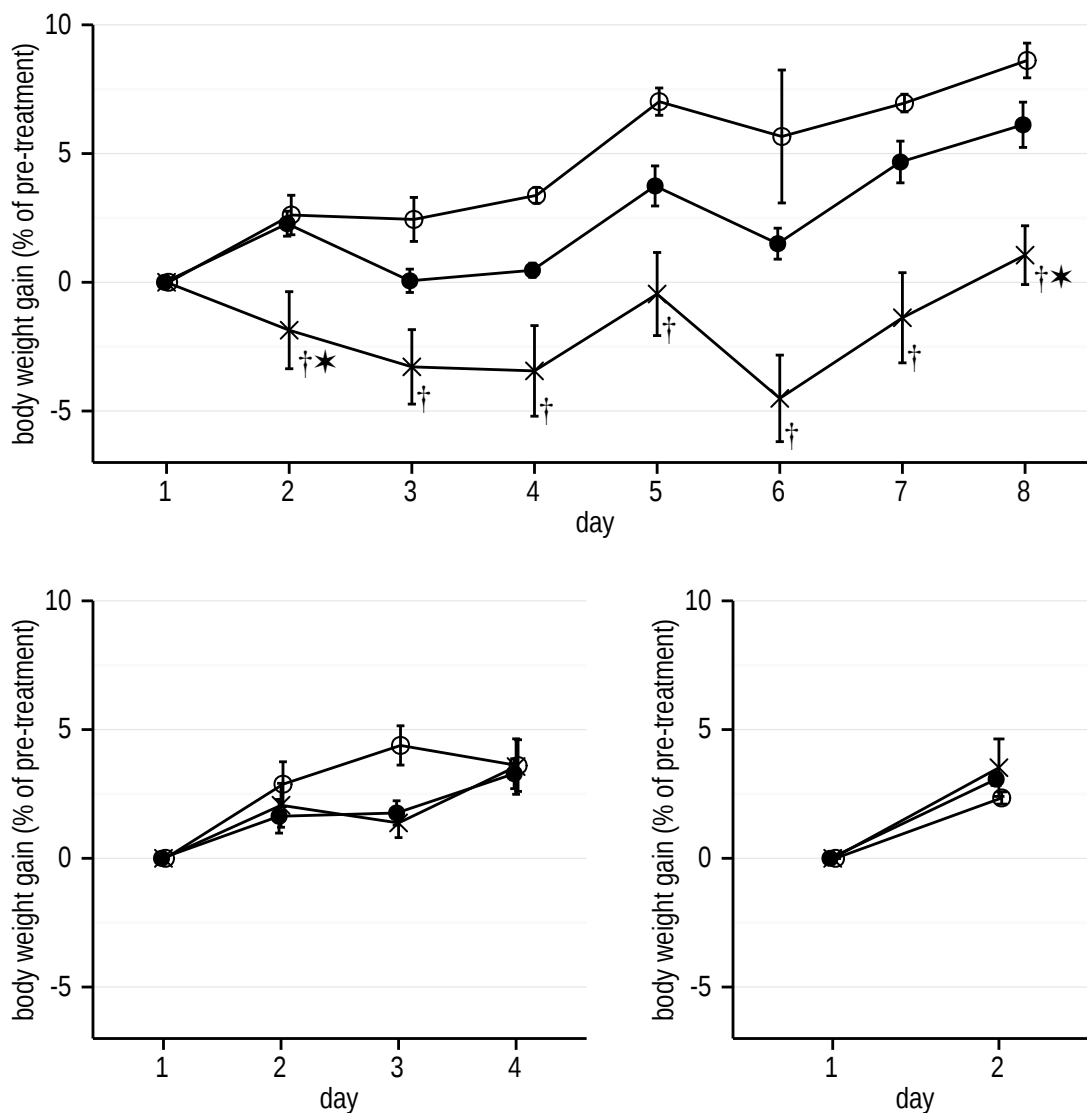 body weight gain (% of pre-treatment)
10
5
0
-5
†✶
†
†
†
†
†
†✶
1 2 3 4 5 6 7 8
day
body weight gain (% of pre-treatment)
10
5
0
-5
1 2 3 4
day
body weight gain (% of pre-treatment)
10
5
0
-5
1 2
day